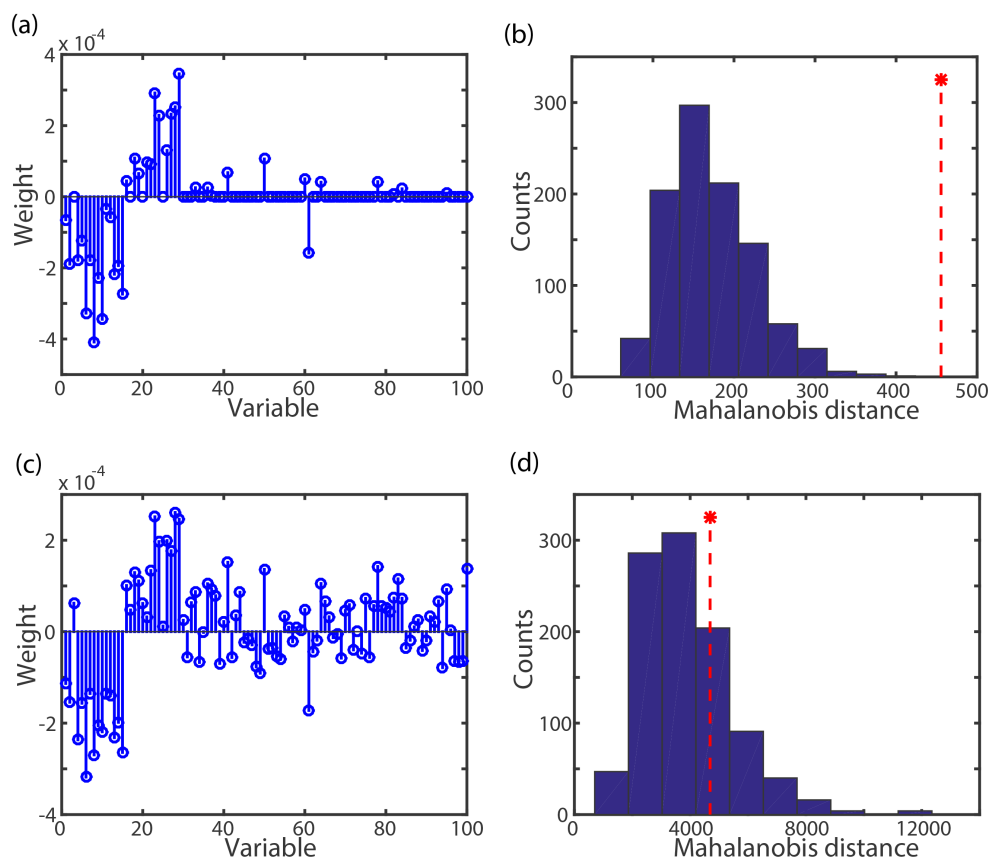 (a)
x 10-4
4
2
0
-2
-4
Weight
0 20 40 60 80 100
Variable
(b)
300
200
100
0
Counts
0 100 200 300 400 500
Mahalanobis distance
(c)
x 10-4
2
0
-2
-4
Weight
0 20 40 60 80 100
Variable
(d)
300
200
100
0
Counts
0 4000 8000 12000
Mahalanobis distance